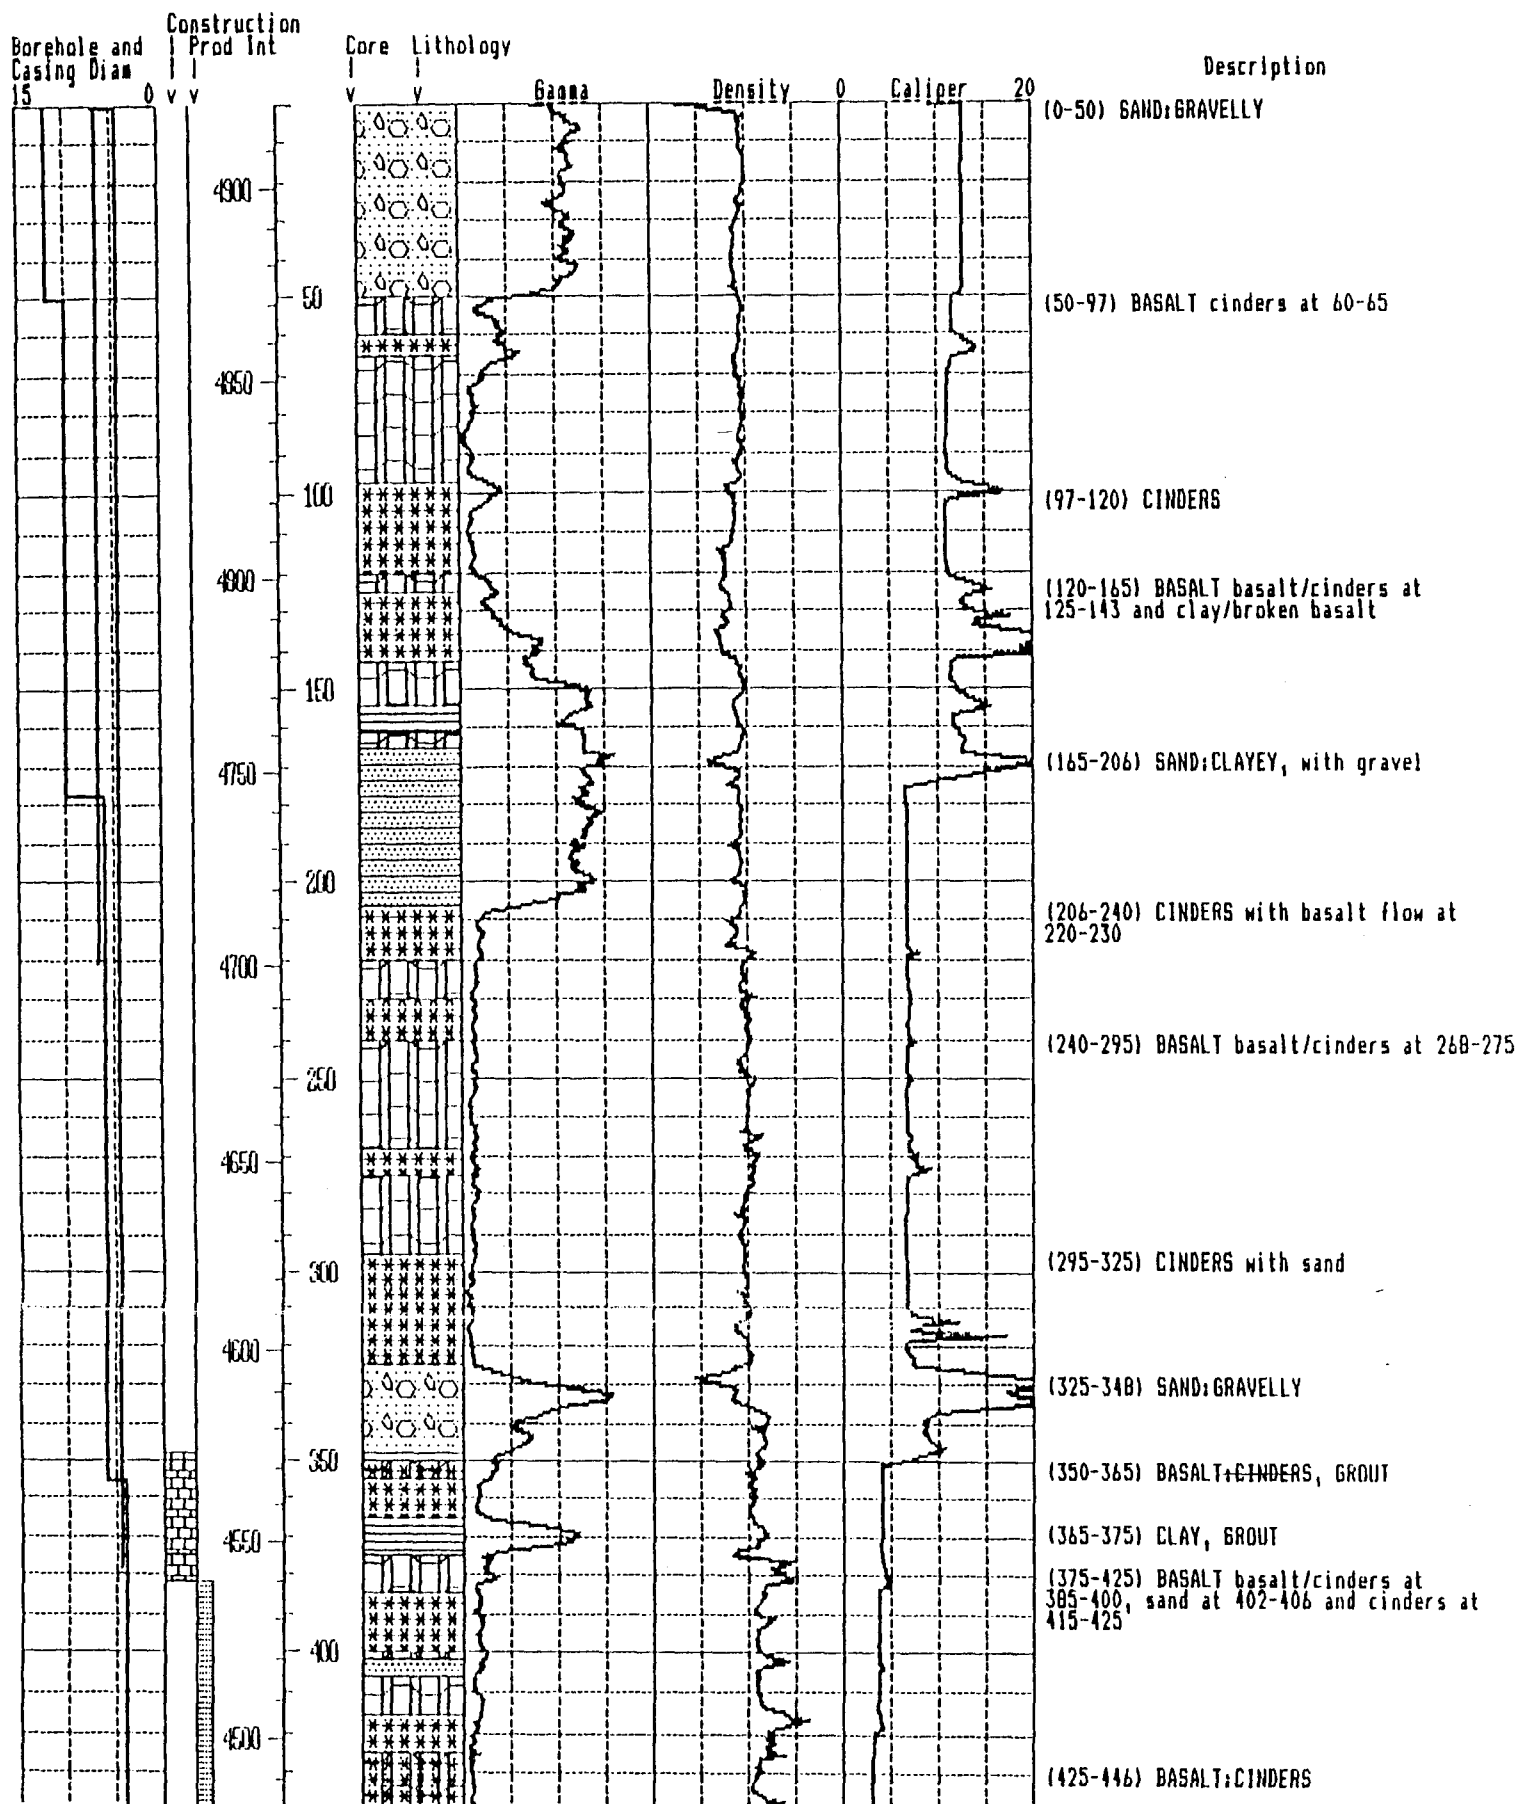 Construction
Borehole and | Prod Int Core Lithology
Casing Diam Description
15 0 v v v v Gamma Density 0 Caliper 20
(0-50) SAND:GRAVELLY
4900
50 (50-97) BASALT cinders at 60-65
4850
100 (97-120) CINDERS
4800
(120-165) BASALT basalt/cinders at
125-143 and clay/broken basalt
150
4750 (165-206) SAND:CLAYEY, with gravel
200
(206-240) CINDERS with basalt flow at
220-230
4700
(240-295) BASALT basalt/cinders at 268-275
250
4650
300 (295-325) CINDERS with sand
4600
(325-348) SAND:GRAVELLY
350
(350-365) BASALT:CINDERS, GROUT
4550 (365-375) CLAY, GROUT
(375-425) BASALT basalt/cinders at
385-400, sand at 402-406 and cinders at
415-425
400
4500
(425-446) BASALT:CINDERS